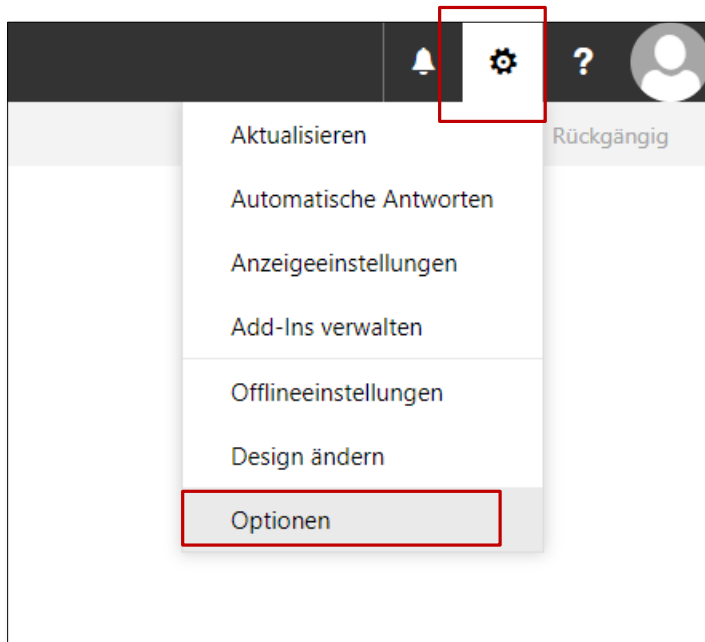 ?
Aktualisieren
Rückgängig
Automatische Antworten
Anzeigeeinstellungen
Add-Ins verwalten
Offlineeinstellungen
Design ändern
Optionen